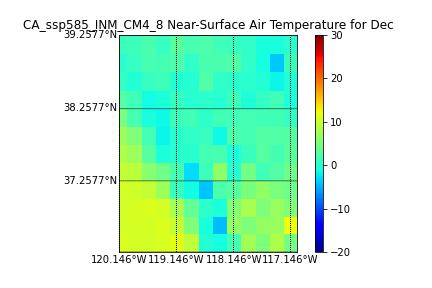 CA_ssp585_INM_CM4_8 Near-Surface Air Temperature for Dec
39.2577°N
38.2577°N
37.2577°N
120.146°W 119.146°W 118.146°W 117.146°W
30
20
10
0
−10
−20